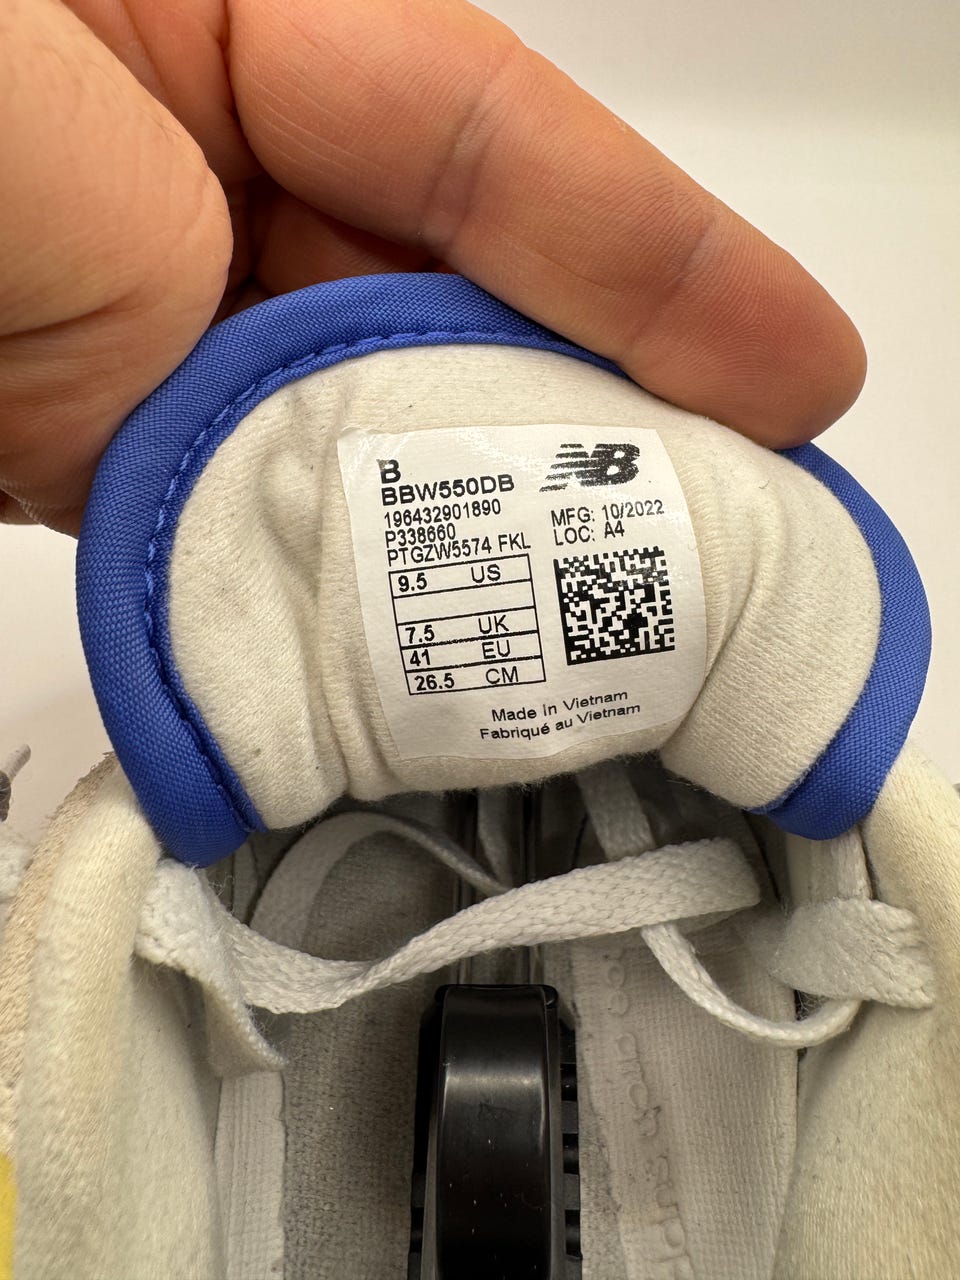 B
BBW550DB
196432901890
P338660
PTGZW5574 FKL
NB
MFG: 10/2022
LOC: A4
9.5 US
7.5 UK
41 EU
26.5 CM
Made In Vietnam
Fabriqué au Vietnam